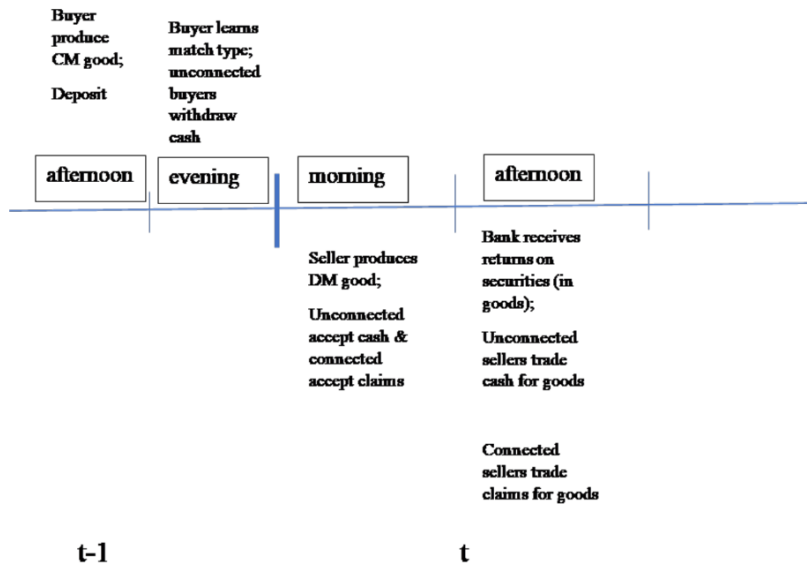 Buyer
produce
CM good;
Deposit
Buyer learns
match type;
unconnected
buyers
withdraw
cash
afternoon
evening
morning
afternoon
Seller produces
DM good;
Unconnected
accept cash &
connected
accept claims
Bank receives
returns on
securities (in
goods);
Unconnected
sellers trade
cash for goods
Connected
sellers trade
claims for goods
t-1
t